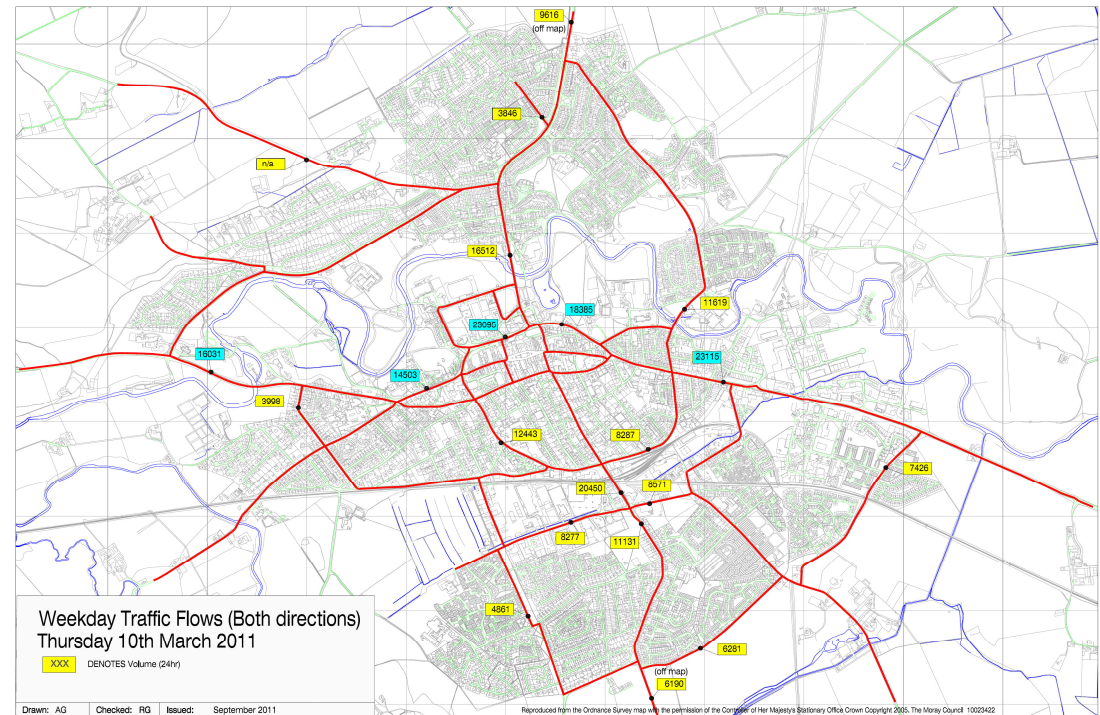 9616
(off map)
3846
n/a
16512
11619
18385
23095
23115
16031
14503
9998
12443
8287
7426
20450
8571
8277
11131
4861
6281
(off map)
6190
Weekday Traffic Flows (Both directions)
Thursday 10th March 2011
XXX DENOTES Volume (24hr)
Drawn: AG Checked: RG Issued: September 2011
Reproduced from the Ordnance Survey map with the permission of the Controller of Her Majestys Stationary Office Crown Copyright 2005. The Moray Council 10023422